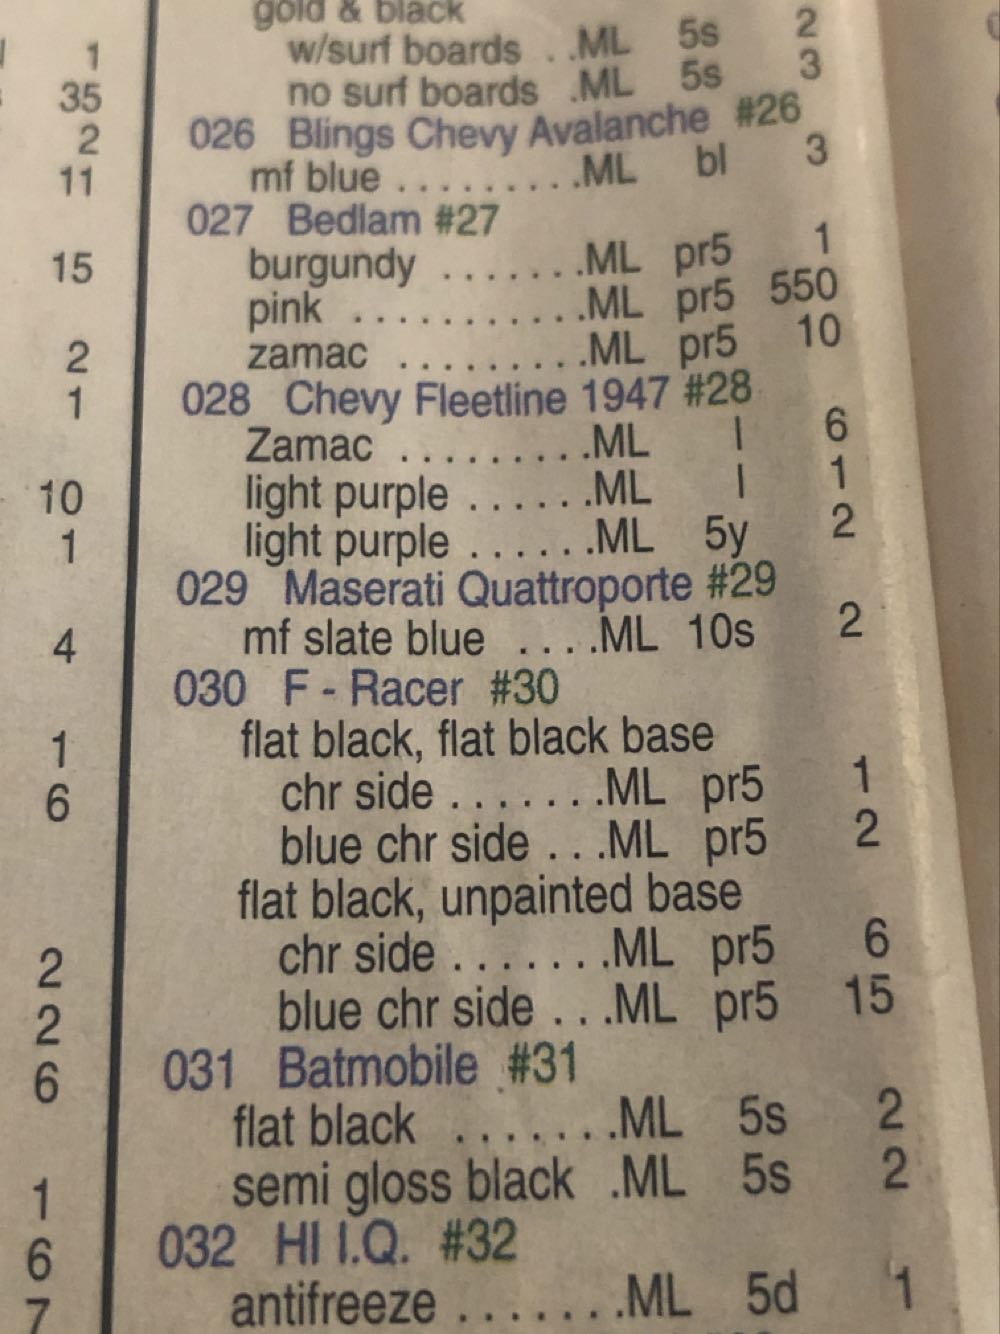 1
35
2
11
15
2
1
10
1
4
1
6
2
2
6
1
6
7
gold & black
w/surf boards . .ML 5s 2
no surf boards .ML 5s 3
026 Blings Chevy Avalanche #26
mf blue . . . . . . . . .ML bl 3
027 Bedlam #27
burgundy . . . . . . .ML pr5 1
pink . . . . . . . . . . .ML pr5 550
zamac . . . . . . . . .ML pr5 10
028 Chevy Fleetline 1947 #28
Zamac . . . . . . . . .ML l 6
light purple . . . . . .ML l 1
light purple . . . . . .ML 5y 2
029 Maserati Quattroporte #29
mf slate blue . . . .ML 10s 2
030 F - Racer #30
flat black, flat black base
chr side . . . . . . .ML pr5 1
blue chr side . . .ML pr5 2
flat black, unpainted base
chr side . . . . . . .ML pr5 6
blue chr side . . .ML pr5 15
031 Batmobile #31
flat black . . . . . . .ML 5s 2
semi gloss black .ML 5s 2
032 HI I.Q. #32
antifreeze . . . . . . .ML 5d 1